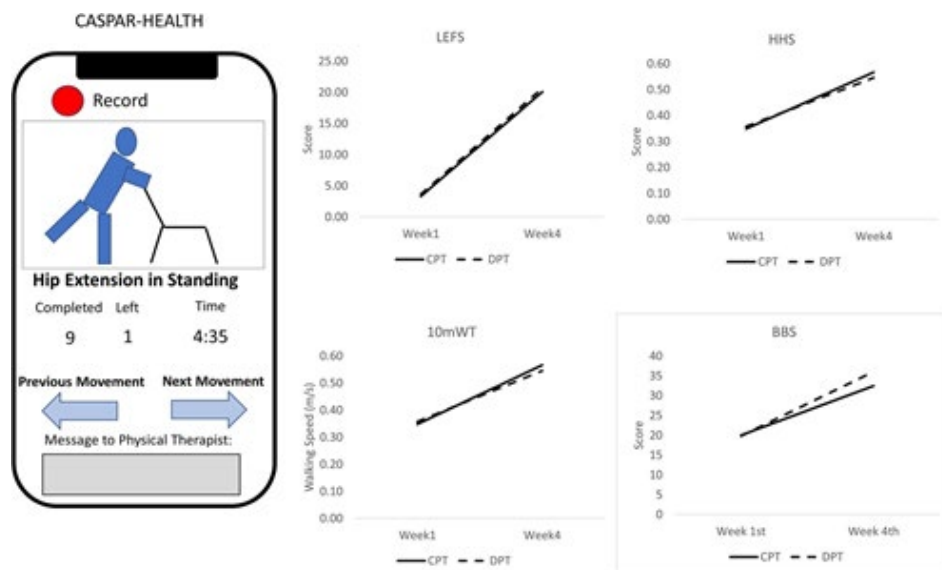 CASPAR-HEALTH
Record
Hip Extension in Standing
Completed Left Time
9 1 4:35
Previous Movement Next Movement
Message to Physical Therapist:
LEFS
25.00
20.00
15.00
10.00
5.00
0.00
Score
Week1 Week4
CPT DPT
HHS
0.60
0.50
0.40
0.30
0.20
0.10
0.00
Score
Week1 Week4
CPT DPT
10mWT
0.60
0.50
0.40
0.30
0.20
0.10
0.00
Walking Speed (m/s)
Week1 Week4
CPT DPT
BBS
40
35
30
25
20
15
10
5
0
Score
Week 1st Week 4th
CPT DPT